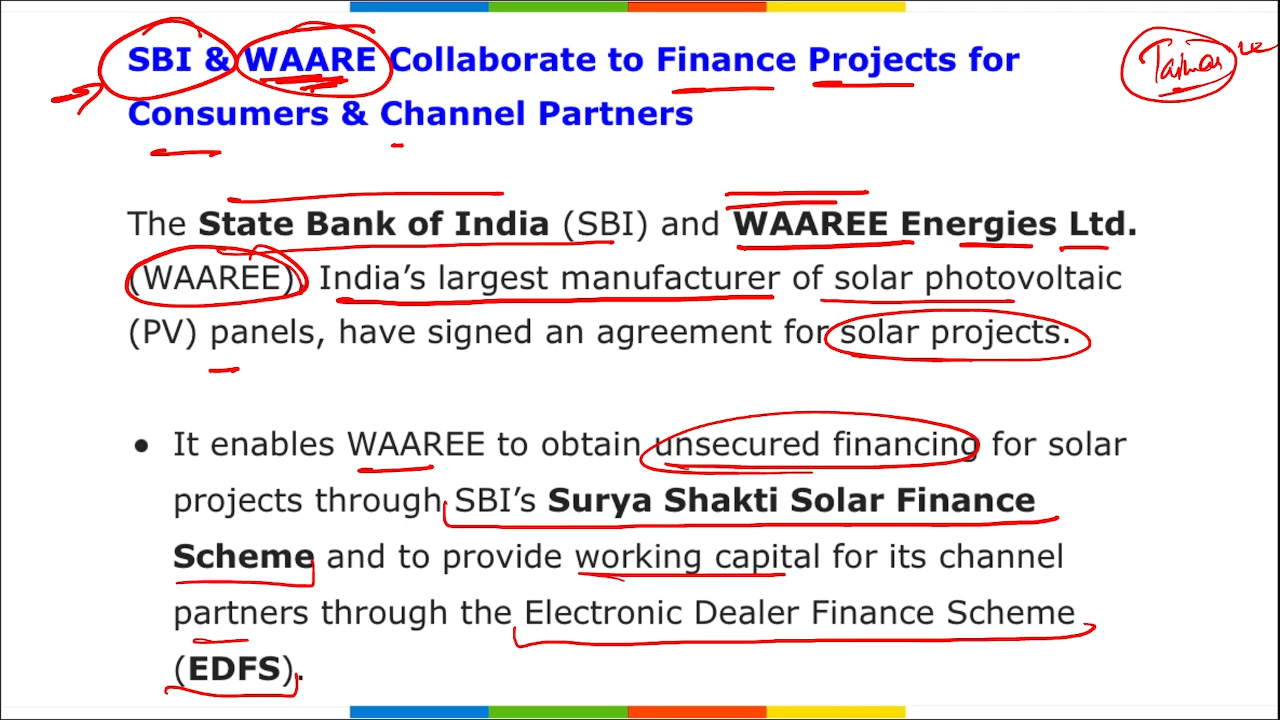 SBI & WAARE Collaborate to Finance Projects for
Consumers & Channel Partners
The State Bank of India (SBI) and WAAREE Energies Ltd.
(WAAREE), India's largest manufacturer of solar photovoltaic
(PV) panels, have signed an agreement for solar projects.
● It enables WAAREE to obtain unsecured financing for solar
projects through SBI's Surya Shakti Solar Finance
Scheme and to provide working capital for its channel
partners through the Electronic Dealer Finance Scheme
(EDFS).